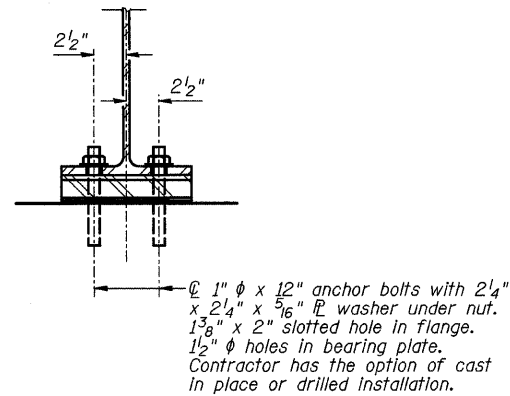 2½"
2½"
℄ 1" ϕ x 12" anchor bolts with 2¼"
x 2¼" x 5⁄16" ℙL washer under nut.
1⅜" x 2" slotted hole in flange.
1½" ϕ holes in bearing plate.
Contractor has the option of cast
in place or drilled installation.